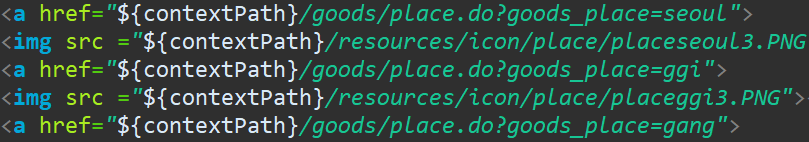 <a href="${contextPath}/goods/place.do?goods_place=seoul">
<img src ="${contextPath}/resources/icon/place/placeseoul3.PNG
<a href="${contextPath}/goods/place.do?goods_place=ggi">
<img src ="${contextPath}/resources/icon/place/placeggi3.PNG">
<a href="${contextPath}/goods/place.do?goods_place=gang">